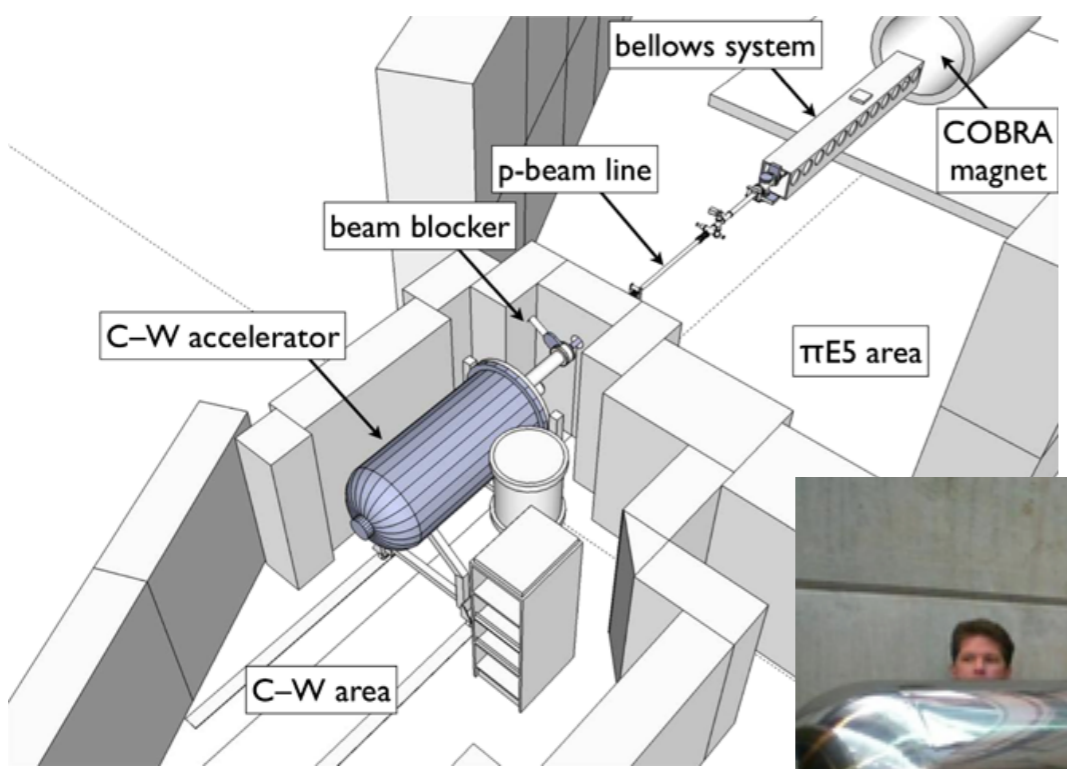 bellows system
COBRA
magnet
p-beam line
beam blocker
C–W accelerator
πE5 area
C–W area